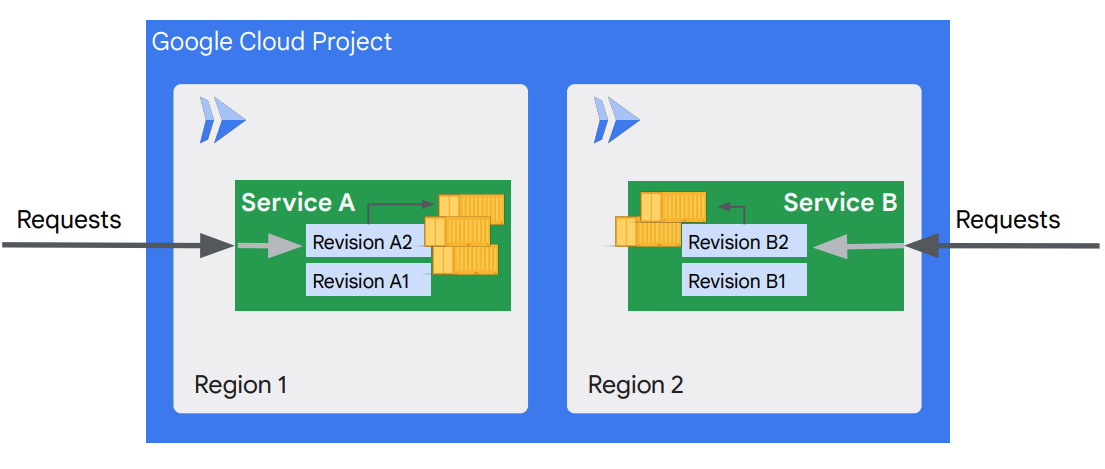 Google Cloud Project
Requests
Service A
Revision A2
Revision A1
Region 1
Service B
Revision B2
Revision B1
Region 2
Requests